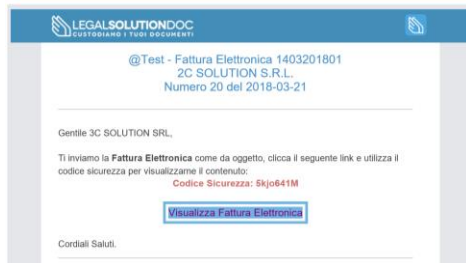 LEGALSOLUTIONDOC
CUSTODIAMO I TUOI DOCUMENTI
@Test - Fattura Elettronica 1403201801
2C SOLUTION S.R.L.
Numero 20 del 2018-03-21
Gentile 3C SOLUTION SRL,
Ti inviamo la Fattura Elettronica come da oggetto, clicca il seguente link e utilizza il
codice sicurezza per visualizzarne il contenuto:
Codice Sicurezza: 5kjo641M
Visualizza Fattura Elettronica
Cordiali Saluti.